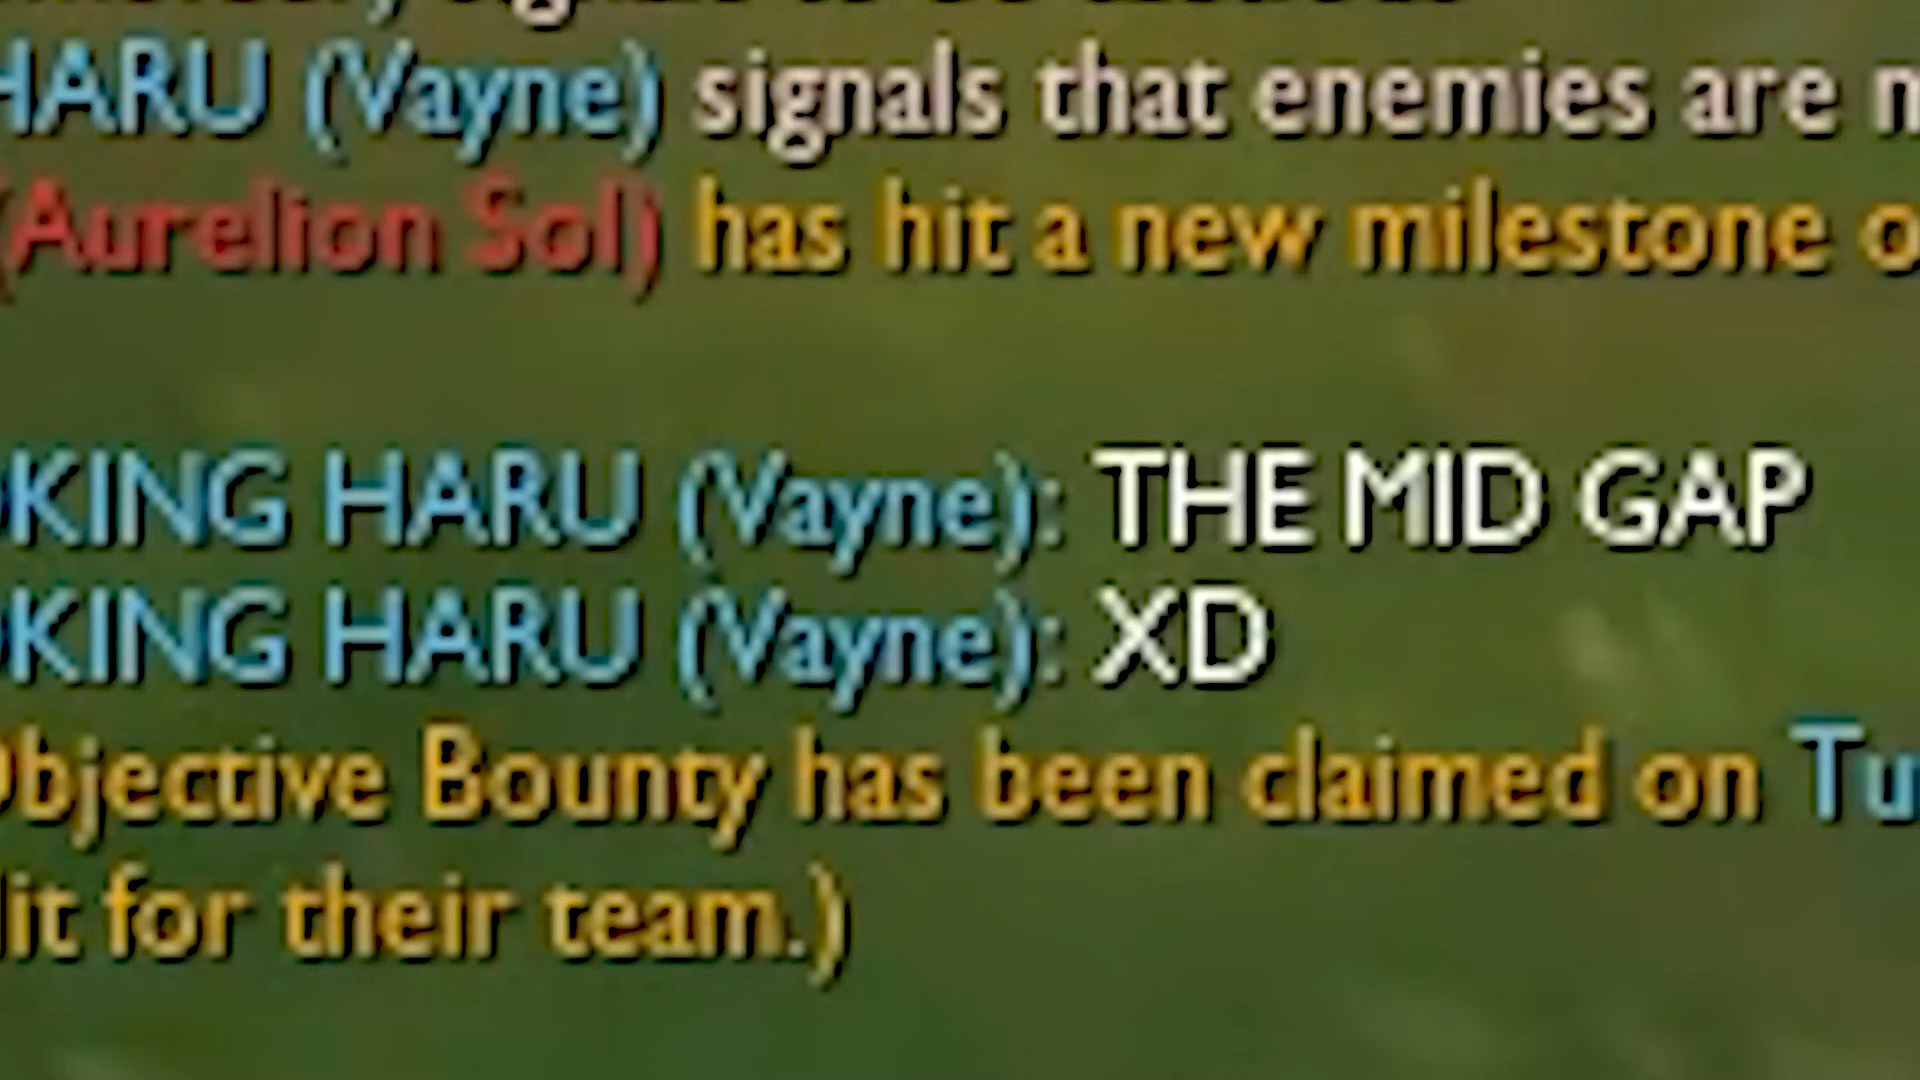 HARU (Vayne) signals that enemies are
(Aurelion Sol) has hit a new milestone
KING HARU (Vayne): THE MID GAP
KING HARU (Vayne): XD
Objective Bounty has been claimed on Tu
lit for their team.)